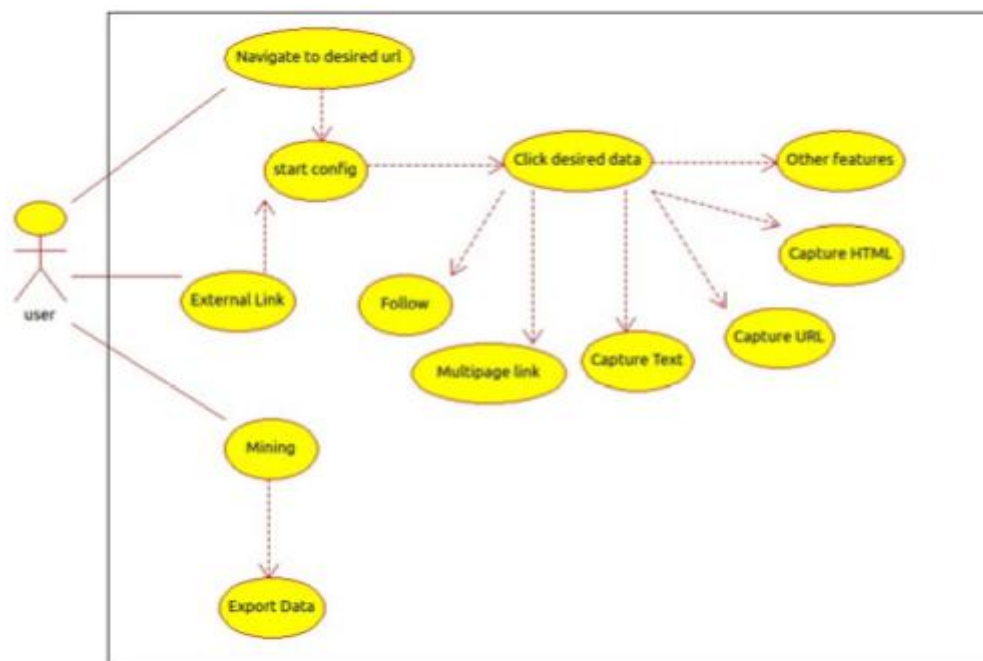 Navigate to desired url
start config
Click desired data
Other features
Capture HTML
External Link
user
Follow
Capture URL
Multipage link
Capture Text
Mining
Export Data